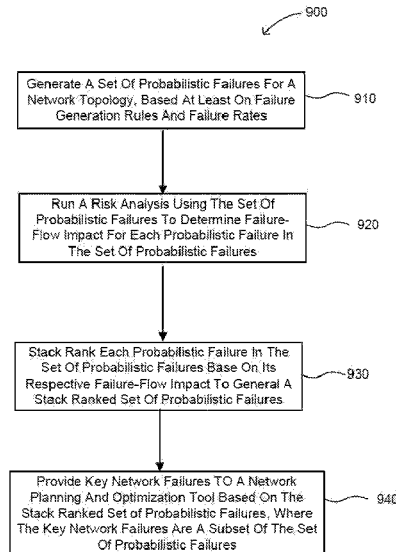 900
Generate A Set Of Probabilistic Failures For A
Network Topology, Based At Least On Failure
Generation Rules And Failure Rates
910
Run A Risk Analysis Using The Set Of
Probabilistic Failures To Determine Failure-
Flow Impact For Each Probabilistic Failure In
The Set Of Probabilistic Failures
920
Stack Rank Each Probabilistic Failure In The
Set Of Probabilistic Failures Base On Its
Respective Failure-Flow Impact To General A
Stack Ranked Set Of Probabilistic Failures
930
Provide Key Network Failures TO A Network
Planning And Optimization Tool Based On The
Stack Ranked Set of Probabilistic Failures, Where
The Key Network Failures Are A Subset Of The Set
Of Probabilistic Failures
940